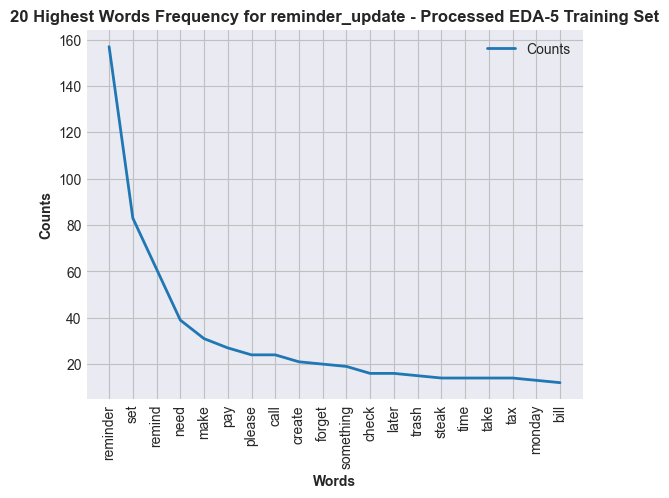 20 Highest Words Frequency for reminder_update - Processed EDA-5 Training Set
Counts
160
140
120
100
80
60
40
20
Counts
reminder
set
remind
need
make
pay
please
call
create
forget
something
check
later
trash
steak
time
take
tax
monday
bill
Words